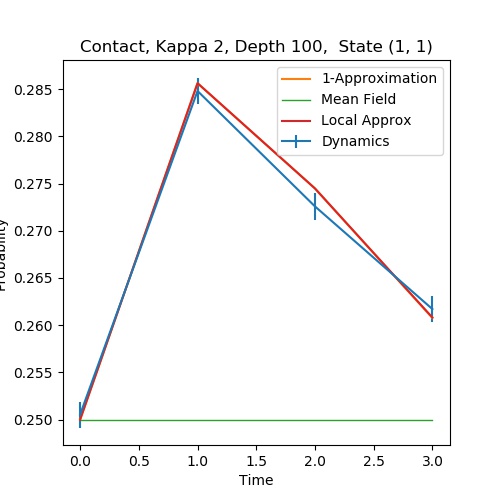 Contact, Kappa 2, Depth 100,  State (1, 1)
1-Approximation
Mean Field
Local Approx
Dynamics
0.285
0.280
0.275
0.270
0.265
0.260
0.255
0.250
Probability
0.0 0.5 1.0 1.5 2.0 2.5 3.0
Time